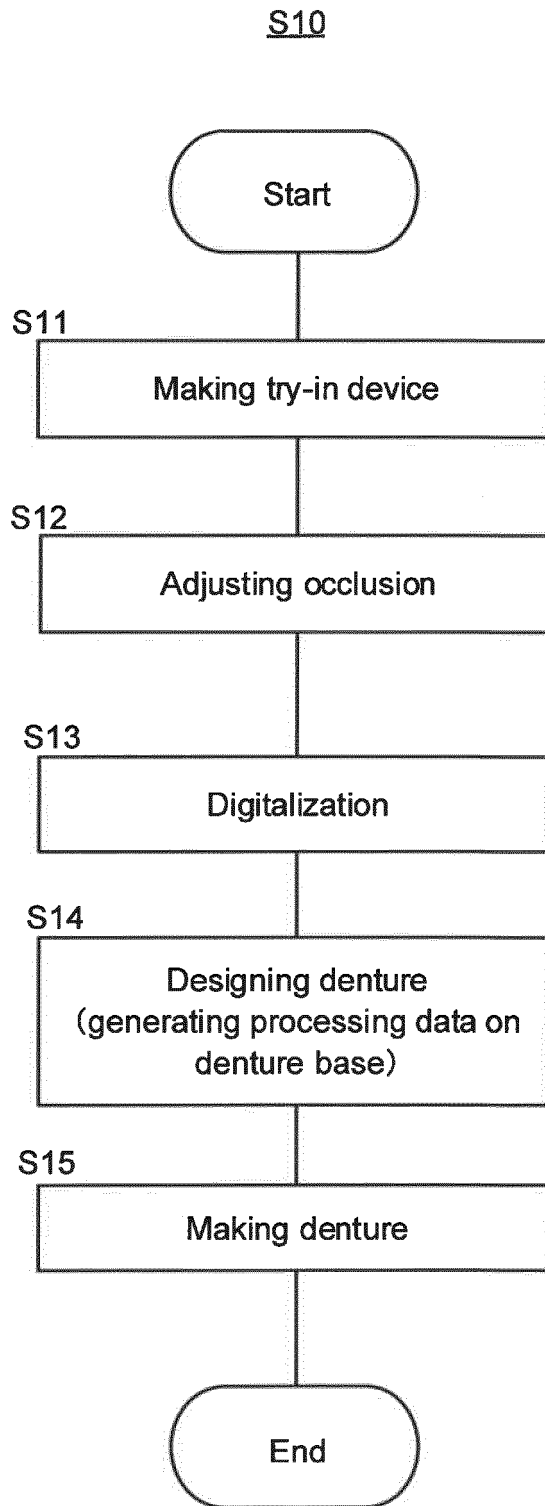 S10
Start
S11
Making try-in device
S12
Adjusting occlusion
S13
Digitalization
S14
Designing denture
(generating processing data on
denture base)
S15
Making denture
End